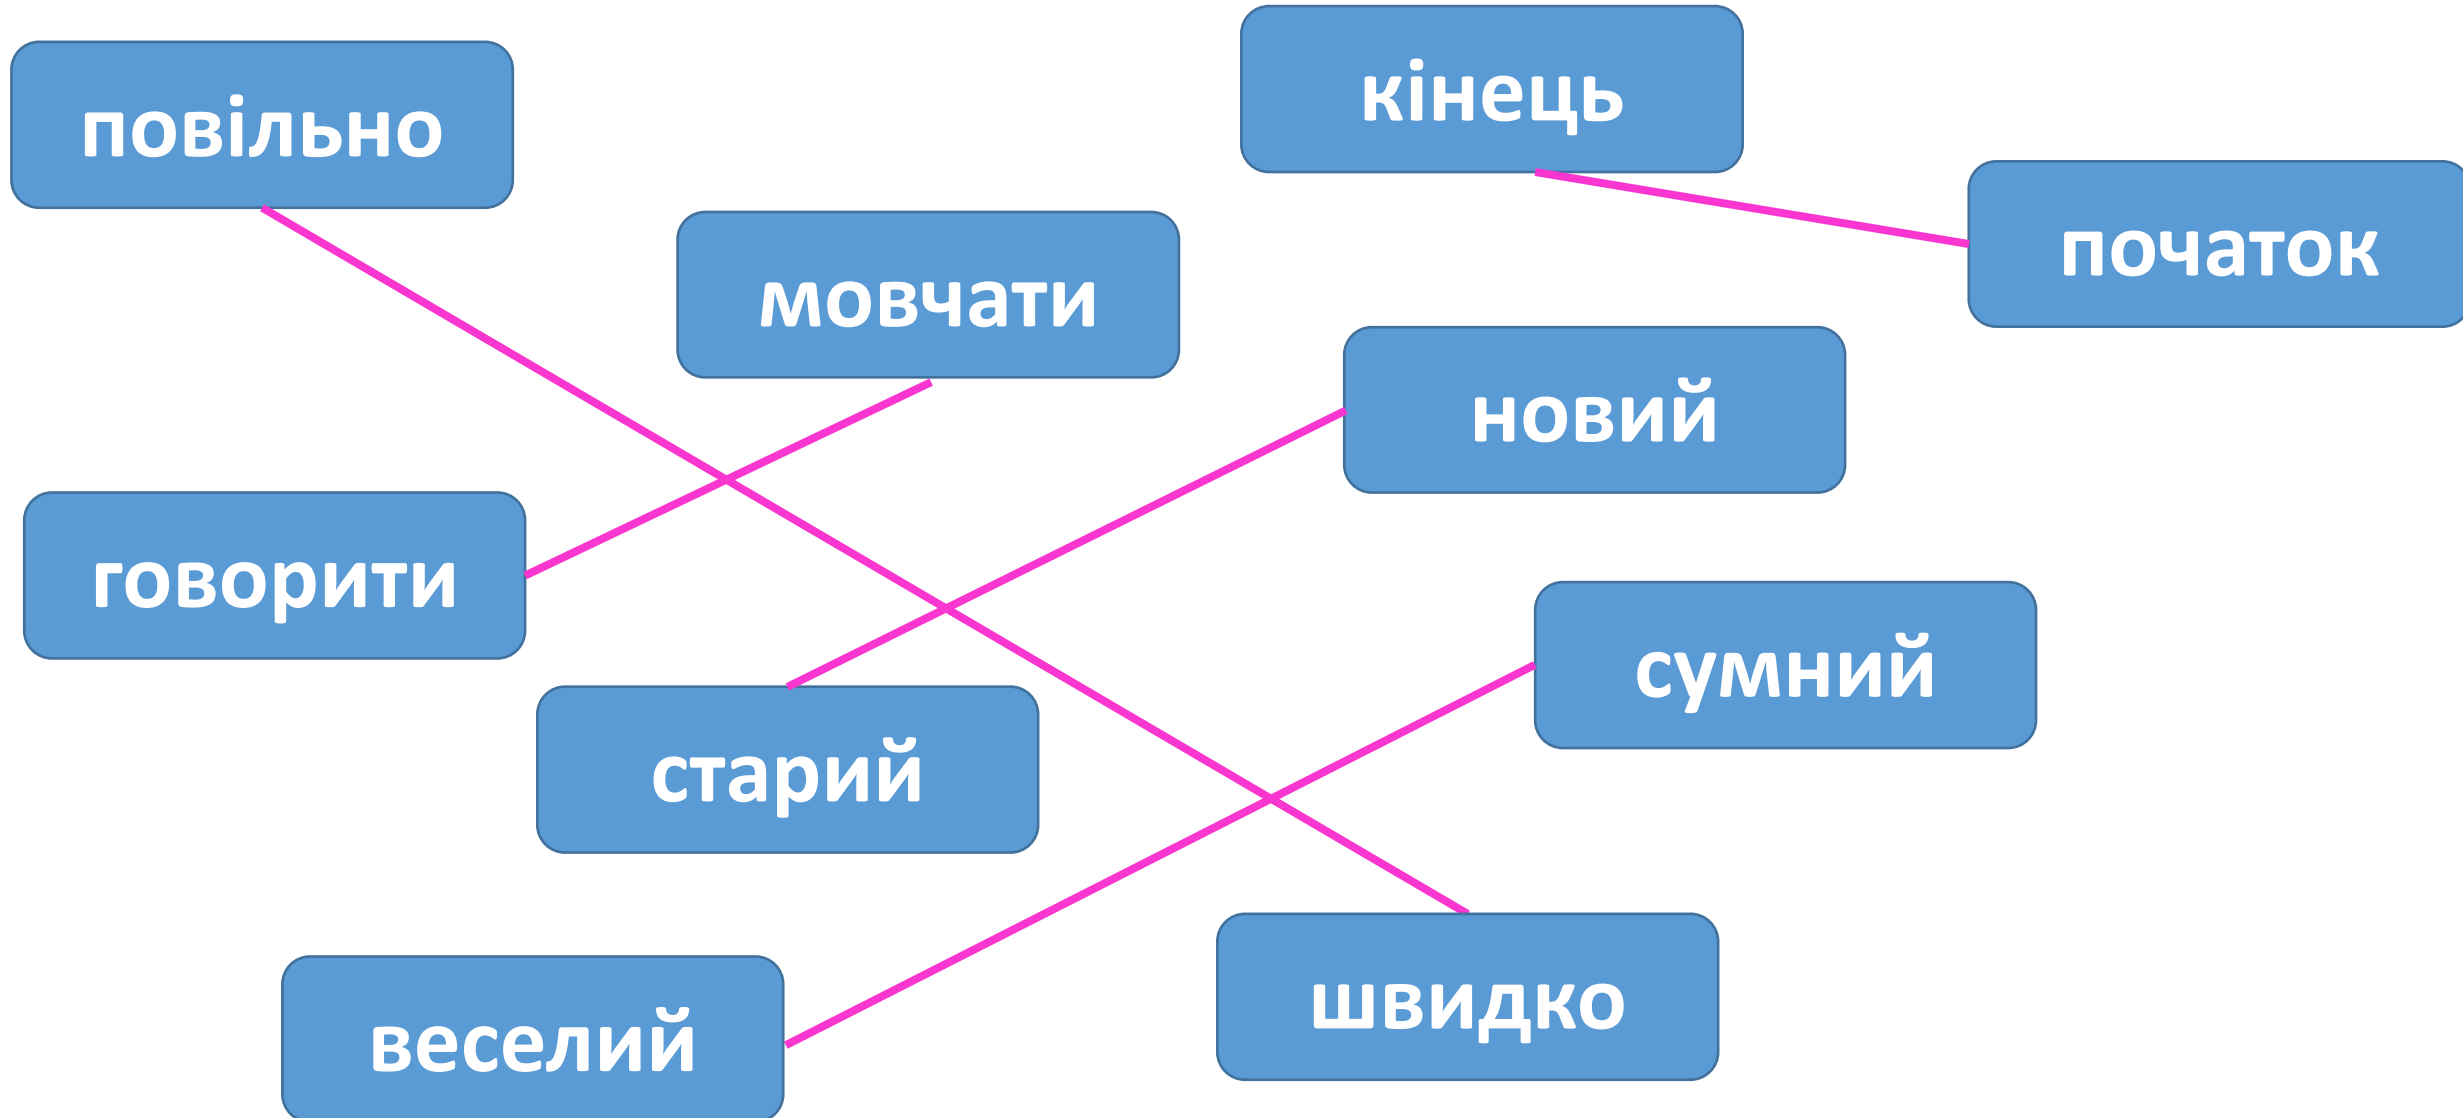 кінець
повільно
початок
мовчати
новий
говорити
сумний
старий
швидко
веселий